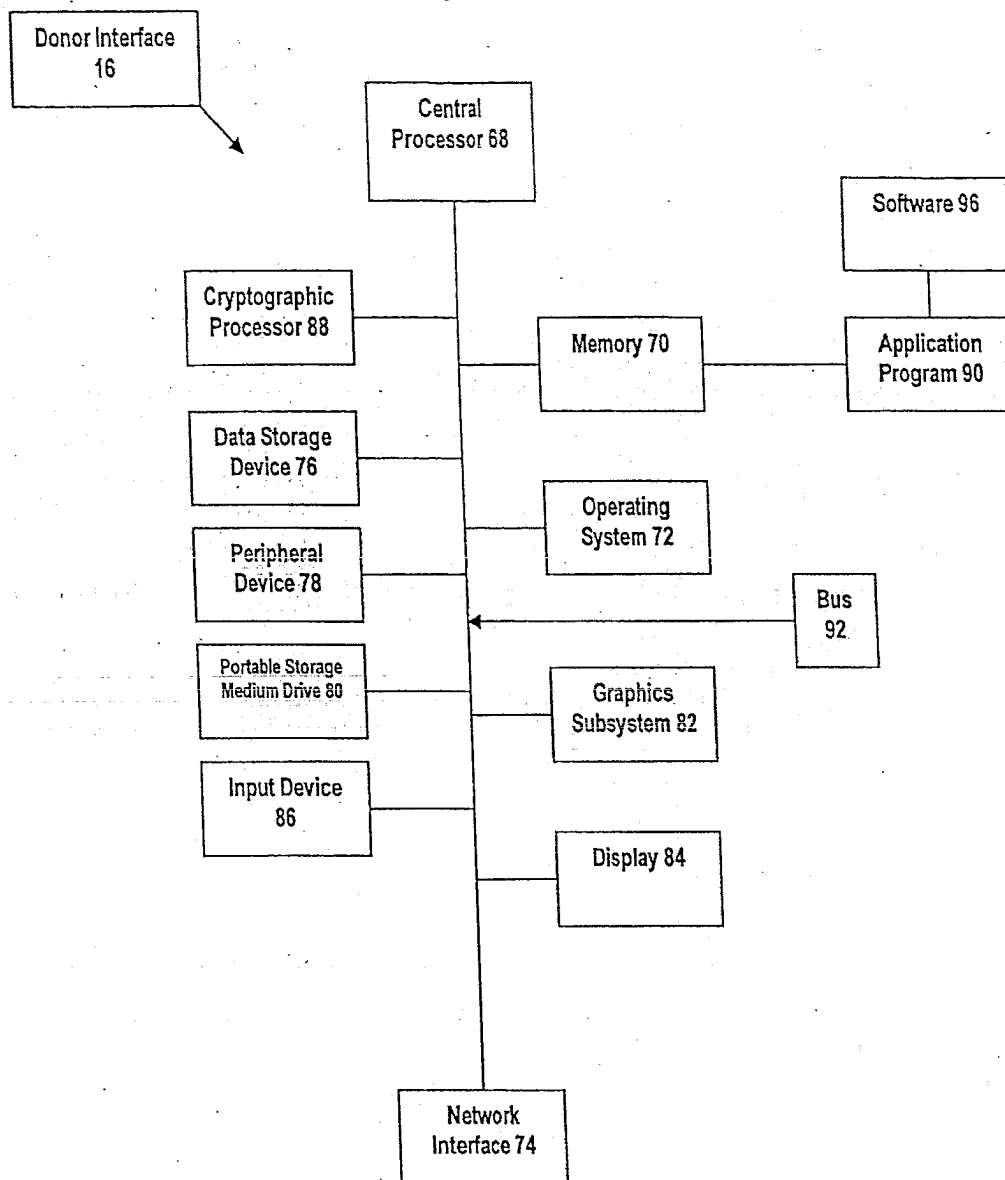 Donor Interface
16
Central
Processor 68
Software 96
Cryptographic
Processor 88
Memory 70
Application
Program 90
Data Storage
Device 76
Operating
System 72
Peripheral
Device 78
Bus
92
Portable Storage
Medium Drive 80
Graphics
Subsystem 82
Input Device
86
Display 84
Network
Interface 74